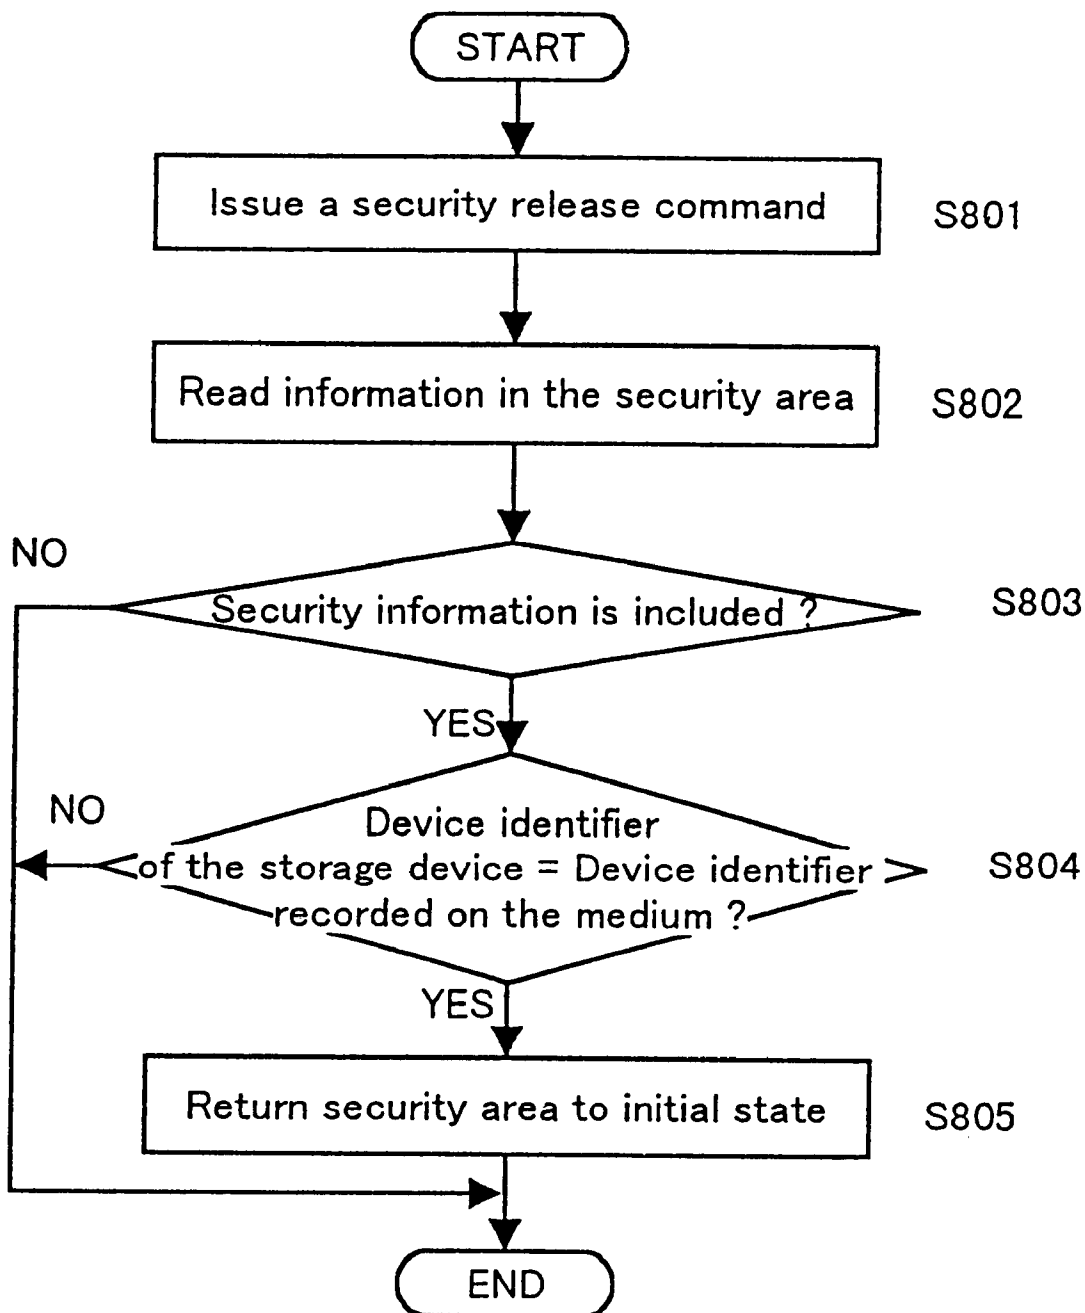 START
Issue a security release command
S801
Read information in the security area
S802
NO
Security information is included ?
S803
YES
NO
Device identifier
of the storage device = Device identifier
recorded on the medium ?
S804
YES
Return security area to initial state
S805
END